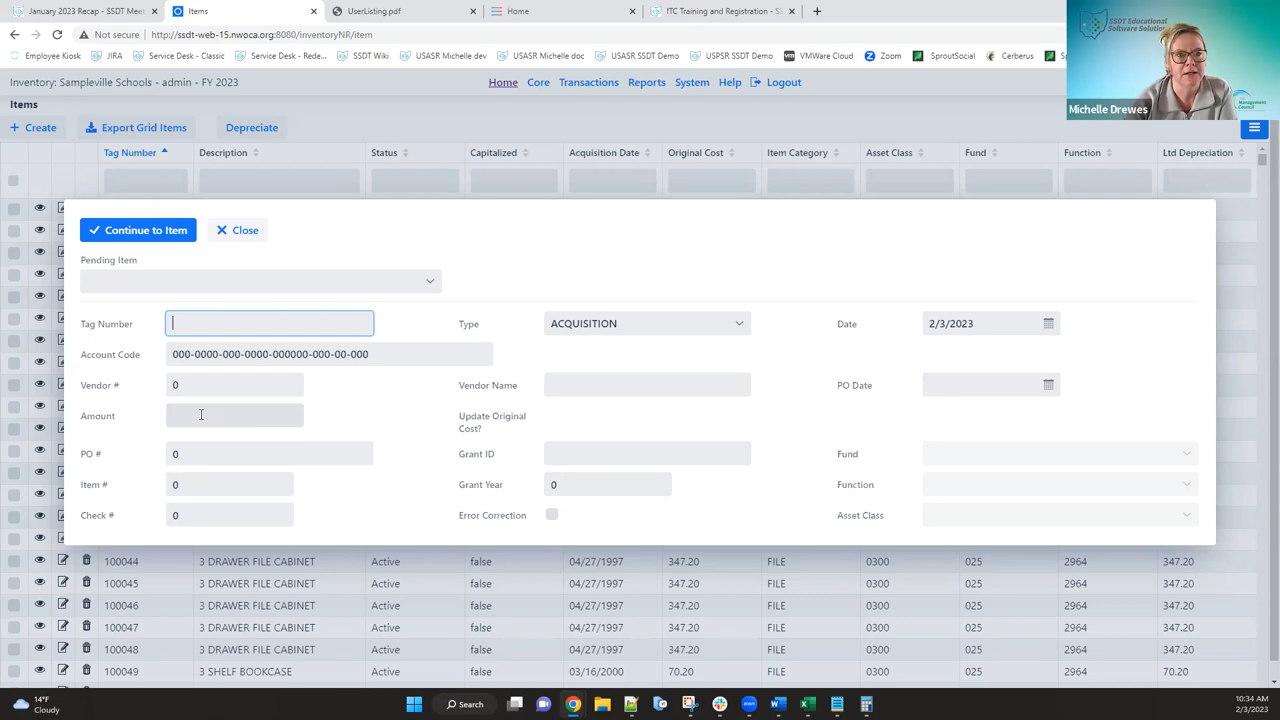 January 2023 Recap - SSDT Meet
Items
UserListing.pdf
Home
ITC Training and Registration - SS
Not secure | http://ssdt-web-15.nwoca.org:8080/inventoryNR/item
Employee Kiosk JIRA Service Desk - Classic Service Desk - Rede... SSDT Wiki USASR Michelle dev USASR Michelle doc USASR SSDT Demo USPSR SSDT Demo VMWare Cloud Zoom SproutSocial Cerberus
SSDT Educational
Software Solutions
Management
Council
Michelle Drewes
Inventory: Sampleville Schools - admin - FY 2023
Home Core Transactions Reports System Help Logout
Items
Create Export Grid Items Depreciate
Tag Number Description Status Capitalized Acquisition Date Original Cost Item Category Asset Class Fund Function Ltd Depreciation
Continue to Item Close
Pending Item
Tag Number Type ACQUISITION Date 2/3/2023
Account Code 000-0000-000-0000-000000-000-00-000
Vendor # 0 Vendor Name PO Date
Amount Update Original
Cost?
PO # 0 Grant ID Fund
Item # 0 Grant Year 0 Function
Check # 0 Error Correction Asset Class
100044 3 DRAWER FILE CABINET Active false 04/27/1997 347.20 FILE 0300 025 2964 347.20
100045 3 DRAWER FILE CABINET Active false 04/27/1997 347.20 FILE 0300 025 2964 347.20
100046 3 DRAWER FILE CABINET Active false 04/27/1997 347.20 FILE 0300 025 2964 347.20
100047 3 DRAWER FILE CABINET Active false 04/27/1997 347.20 FILE 0300 025 2964 347.20
100048 3 DRAWER FILE CABINET Active false 04/27/1997 347.20 FILE 0300 025 2964 347.20
100049 3 SHELF BOOKCASE Active false 03/16/2000 70.20 FILE 0300 025 2964 70.20
14°F
Cloudy
Search
10:34 AM
2/3/2023